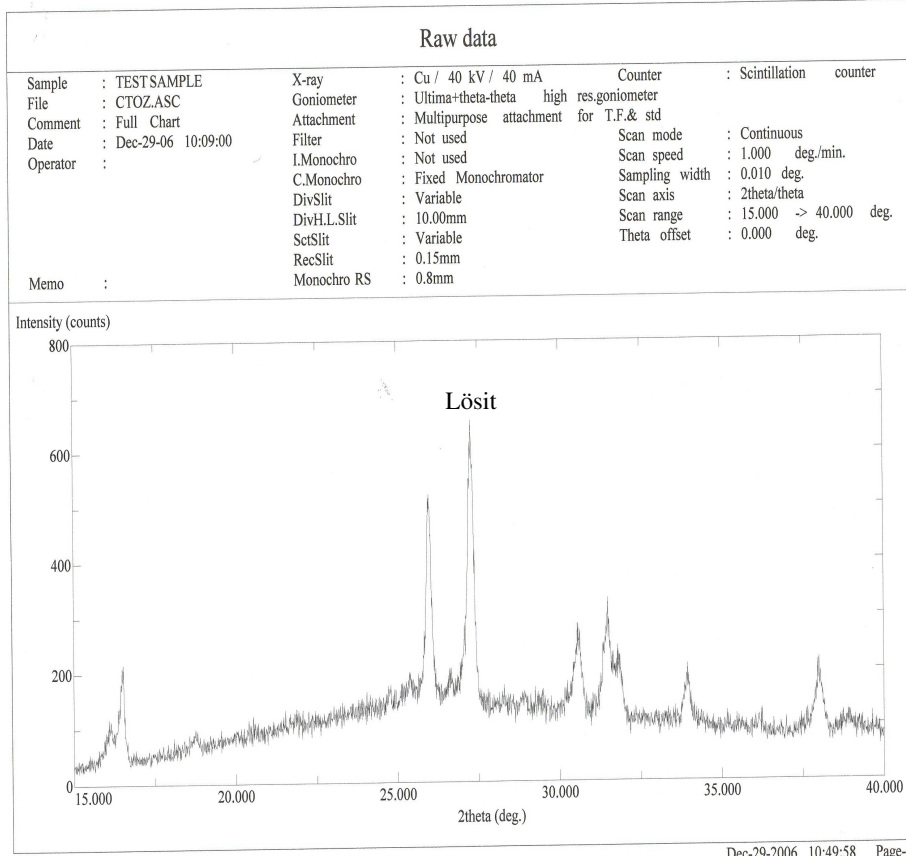 Raw data
Sample : TEST SAMPLE
File : CTOZ.ASC
Comment : Full Chart
Date : Dec-29-06 10:09:00
Operator :
Memo :
X-ray : Cu / 40 kV / 40 mA
Goniometer : Ultima+theta-theta high res.goniometer
Attachment : Multipurpose attachment for T.F.& std
Filter : Not used
I.Monochro : Not used
C.Monochro : Fixed Monochromator
DivSlit : Variable
DivH.L.Slit : 10.00mm
SctSlit : Variable
RecSlit : 0.15mm
Monochro RS : 0.8mm
Counter : Scintillation counter
Scan mode : Continuous
Scan speed : 1.000 deg./min.
Sampling width : 0.010 deg.
Scan axis : 2theta/theta
Scan range : 15.000 -> 40.000 deg.
Theta offset : 0.000 deg.
Intensity (counts)
800
Lösit
600
400
200
0
15.000 20.000 25.000 30.000 35.000 40.000
2theta (deg.)
Dec-29-2006 10:49:58 Page-